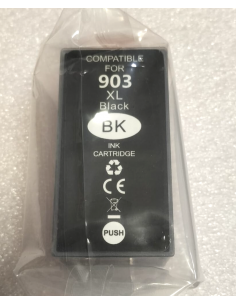 COMPATIBLE
FOR
903
XL
Black
BK
INK
CARTRIDGE
CE
PUSH